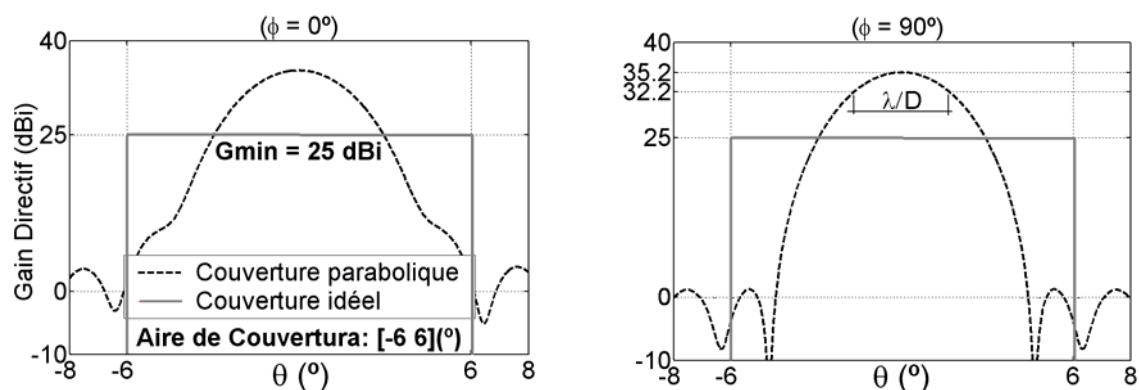 (ϕ = 0º)
40
25
0
-10
-8
-6
6
8
Gain Directif (dBi)
θ (º)
Gmin = 25 dBi
Couverture parabolique
Couverture idéel
Aire de Couvertura: [-6 6](º)
(ϕ = 90º)
40
35.2
32.2
25
0
-10
-8
-6
6
8
λ/D
θ (º)